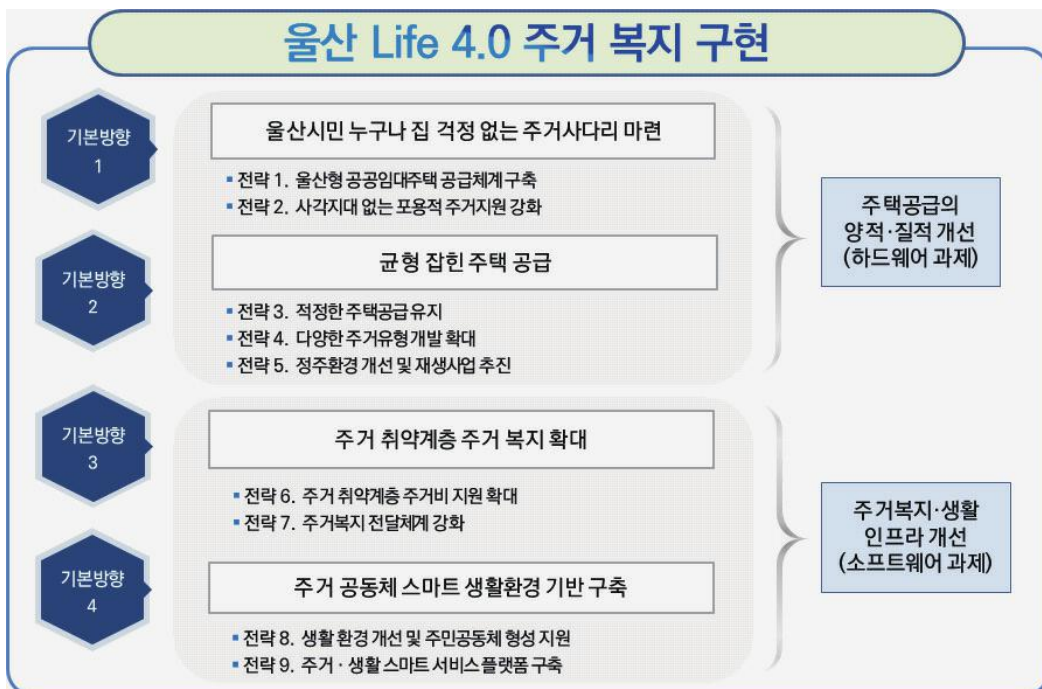 울산 Life 4.0 주거 복지 구현
기본방향
1
울산시민 누구나 집 걱정 없는 주거사다리 마련
▪ 전략 1. 울산형 공공임대주택 공급체계 구축
▪ 전략 2. 사각지대 없는 포용적 주거지원 강화
기본방향
2
균형 잡힌 주택 공급
▪ 전략 3. 적정한 주택공급 유지
▪ 전략 4. 다양한 주거유형 개발 확대
▪ 전략 5. 정주환경 개선 및 재생사업 추진
주택공급의
양적·질적 개선
(하드웨어 과제)
기본방향
3
주거 취약계층 주거 복지 확대
▪ 전략 6. 주거 취약계층 주거비 지원 확대
▪ 전략 7. 주거복지 전달체계 강화
기본방향
4
주거 공동체 스마트 생활환경 기반 구축
▪ 전략 8. 생활 환경 개선 및 주민공동체 형성 지원
▪ 전략 9. 주거 · 생활 스마트 서비스 플랫폼 구축
주거복지·생활
인프라 개선
(소프트웨어 과제)